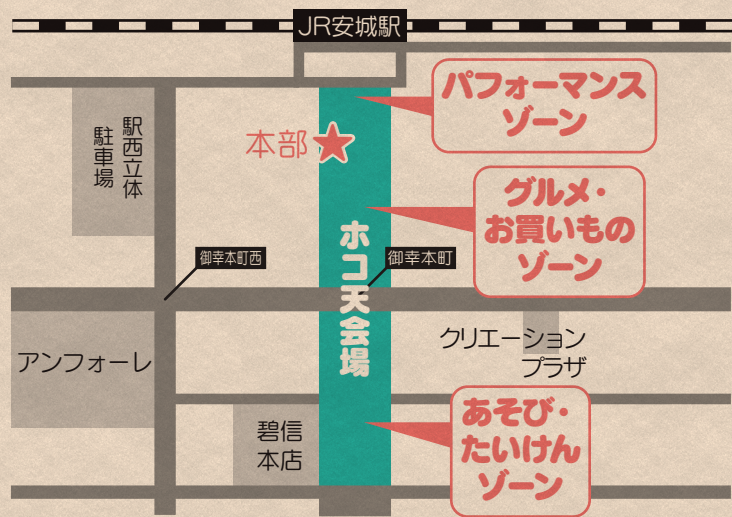 JR安城駅
パフォーマンス
ゾーン
本部
駅西立体
駐車場
グルメ・
お買いもの
ゾーン
御幸本町西
御幸本町
ホコ天会場
クリエーション
プラザ
アンフォーレ
あそび・
たいけん
ゾーン
碧信
本店